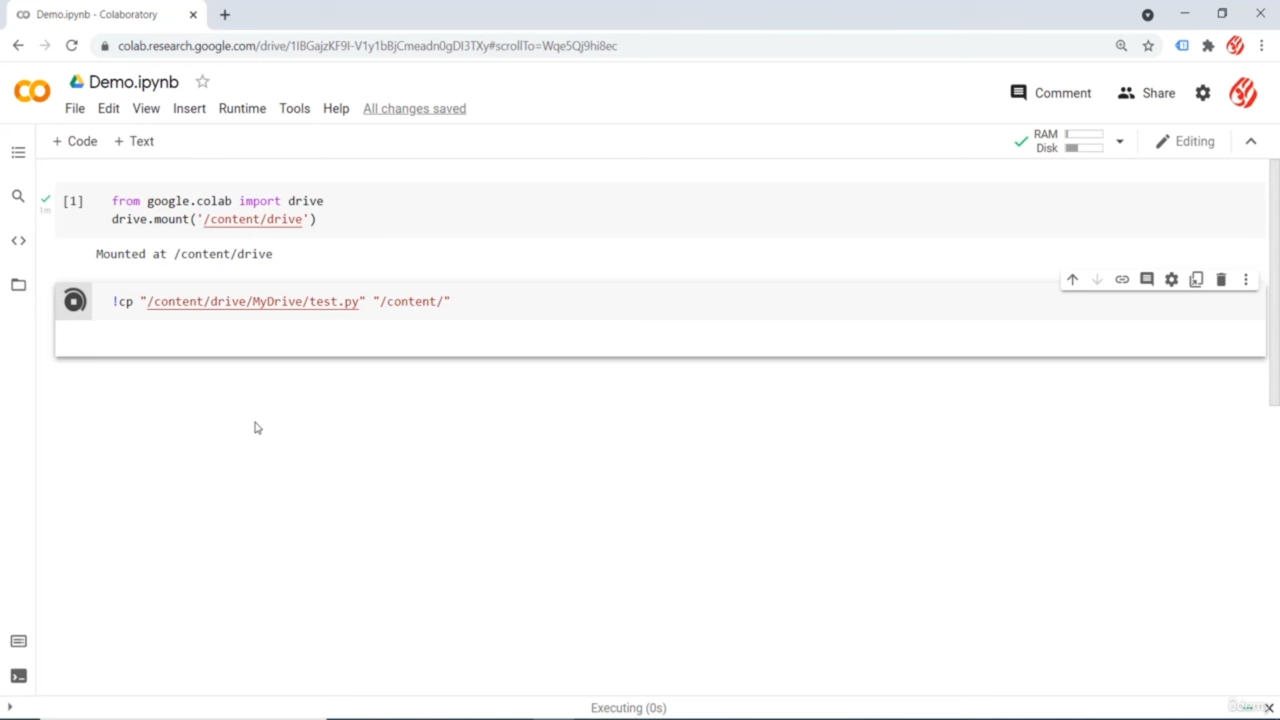 Demo.ipynb - Colaboratory
colab.research.google.com/drive/1IBGajzKF9I-V1y1bBjCmeadn0gDI3TXy#scrollTo=Wqe5Qj9hi8ec
CO Demo.ipynb
File Edit View Insert Runtime Tools Help All changes saved
Comment Share
+ Code + Text
RAM
Disk
Editing
[1] from google.colab import drive
drive.mount('/content/drive')
1m
Mounted at /content/drive
!cp "/content/drive/MyDrive/test.py" "/content/"
Executing (0s)